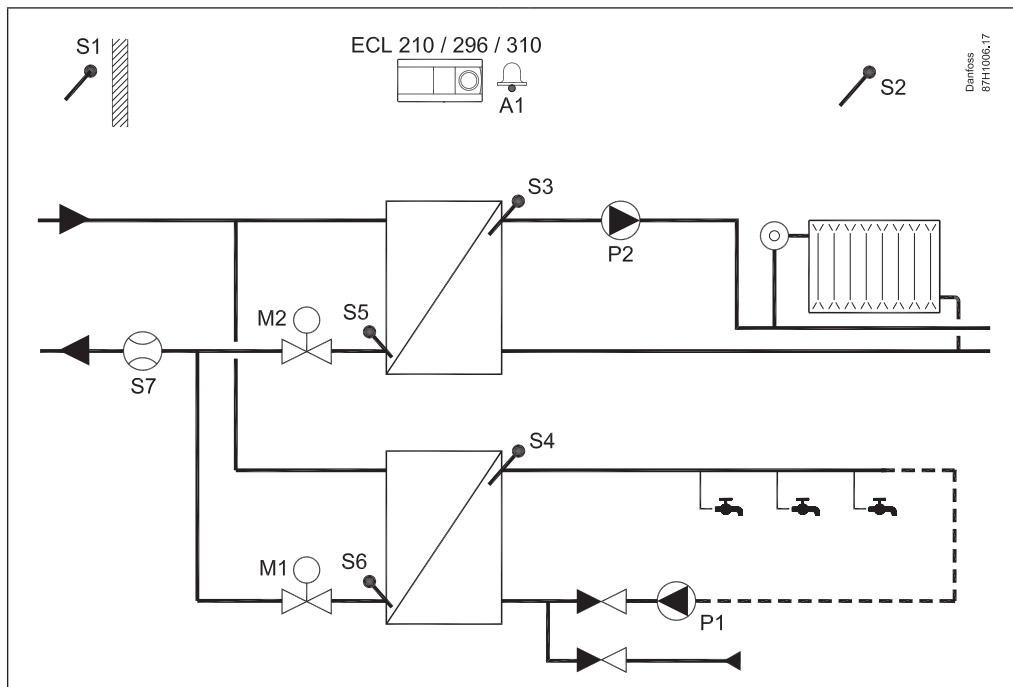 S1
ECL 210 / 296 / 310
A1
S2
Danfoss
87H1006.17
S3
P2
M2
S5
S7
S4
M1
S6
P1